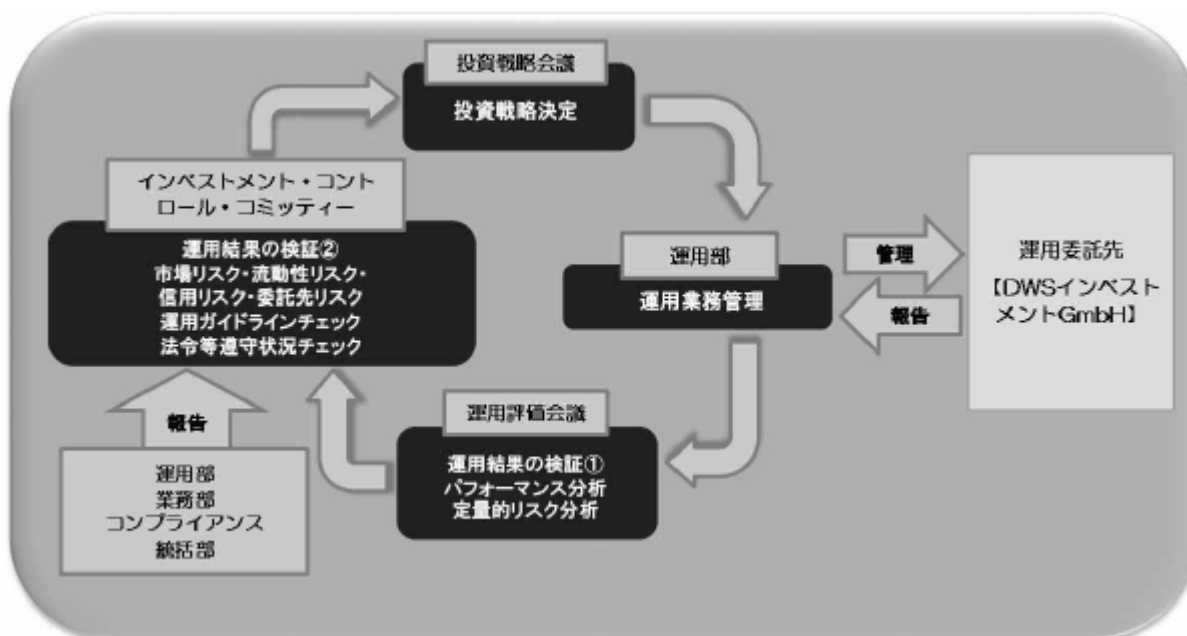 投資戦略会議
投資戦略決定
インベストメント・コント
ロール・コミッティー
運用結果の検証②
市場リスク・流動性リスク・
信用リスク・委託先リスク
運用ガイドラインチェック
法令等遵守状況チェック
運用部
運用業務管理
管理
報告
運用委託先
【DWSインベスト
メントGmbH】
運用評価会議
運用結果の検証①
パフォーマンス分析
定量的リスク分析
報告
運用部
業務部
コンプライアンス
統括部